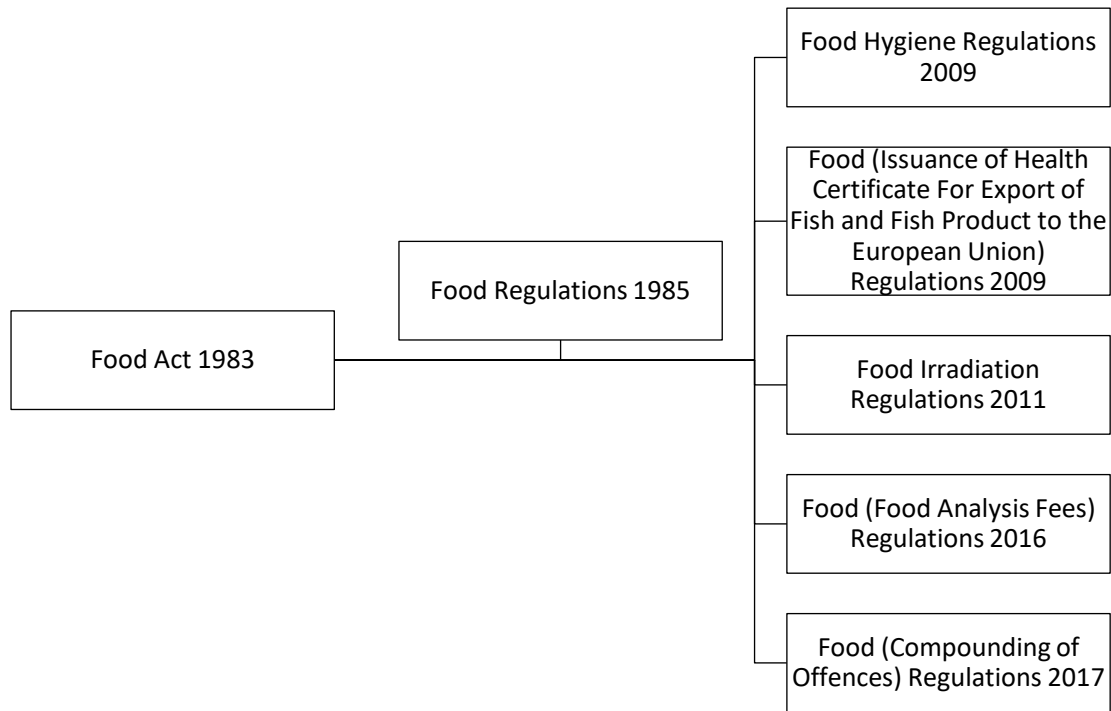 Food Act 1983
Food Regulations 1985
Food Hygiene Regulations
2009
Food (Issuance of Health
Certificate For Export of
Fish and Fish Product to the
European Union)
Regulations 2009
Food Irradiation
Regulations 2011
Food (Food Analysis Fees)
Regulations 2016
Food (Compounding of
Offences) Regulations 2017